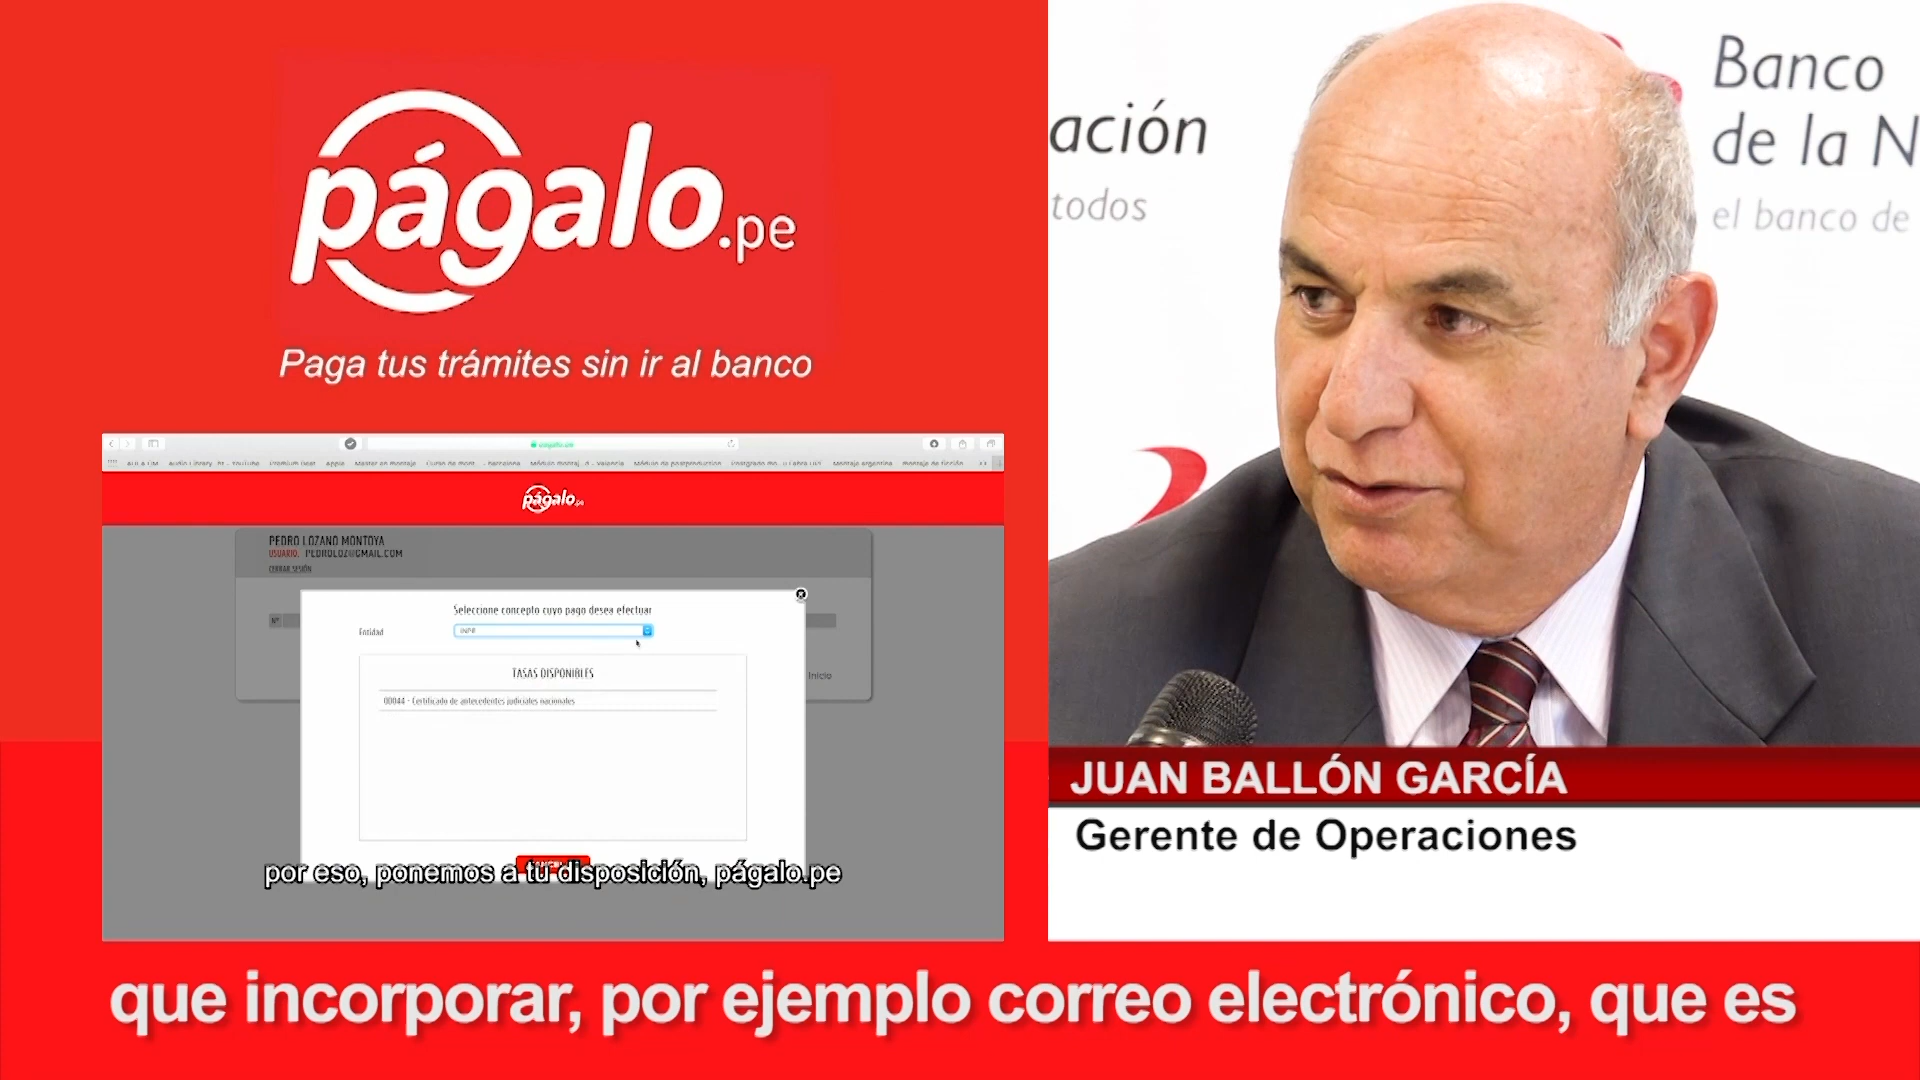 págalo.pe
Paga tus trámites sin ir al banco
págalo.pe
PEDRO LOZANO MONTOYA
USUARIO: PEDROLOZ@GMAIL.COM
CERRAR SESIÓN
Nº
Seleccione concepto cuyo pago desea efectuar
Entidad
INPE
TASAS DISPONIBLES
00044 - Certificado de antecedentes judiciales nacionales
Inicio
por eso, ponemos a tu disposición, págalo.pe
ación
todos
Banco
de la N
el banco de
JUAN BALLÓN GARCÍA
Gerente de Operaciones
que incorporar, por ejemplo correo electrónico, que es